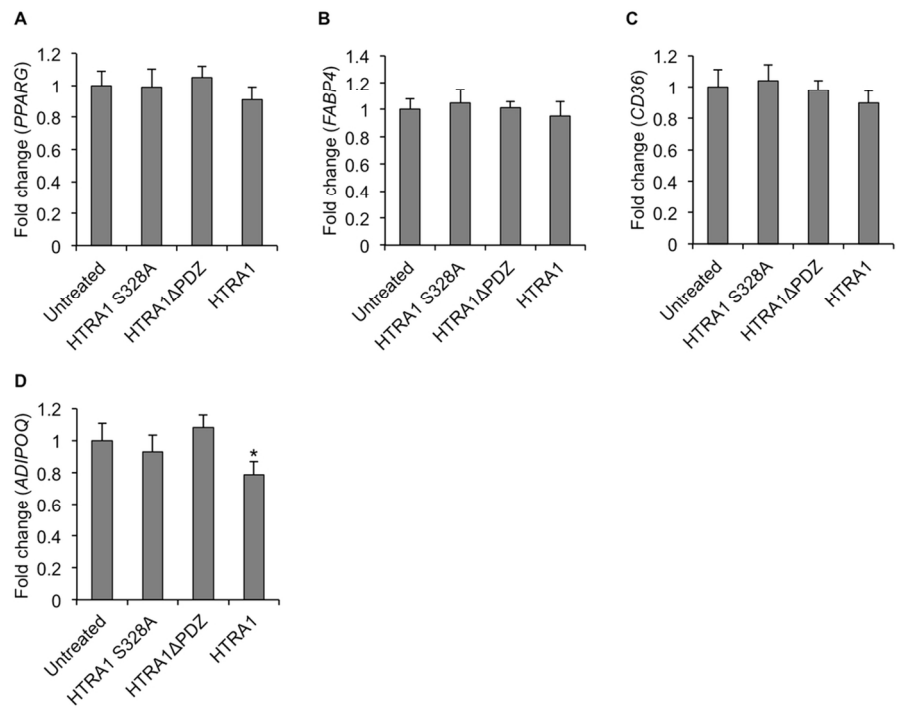 A
Fold change (PPARG)
1.2
1
0.8
0.6
0.4
0.2
0
Untreated
HTRA1 S328A
HTRA1ΔPDZ
HTRA1
B
Fold change (FABP4)
1.4
1.2
1
0.8
0.6
0.4
0.2
0
Untreated
HTRA1 S328A
HTRA1ΔPDZ
HTRA1
C
Fold change (CD36)
1.2
1
0.8
0.6
0.4
0.2
0
Untreated
HTRA1 S328A
HTRA1ΔPDZ
HTRA1
D
Fold change (ADIPOQ)
1.2
1
0.8
0.6
0.4
0.2
0
*
Untreated
HTRA1 S328A
HTRA1ΔPDZ
HTRA1